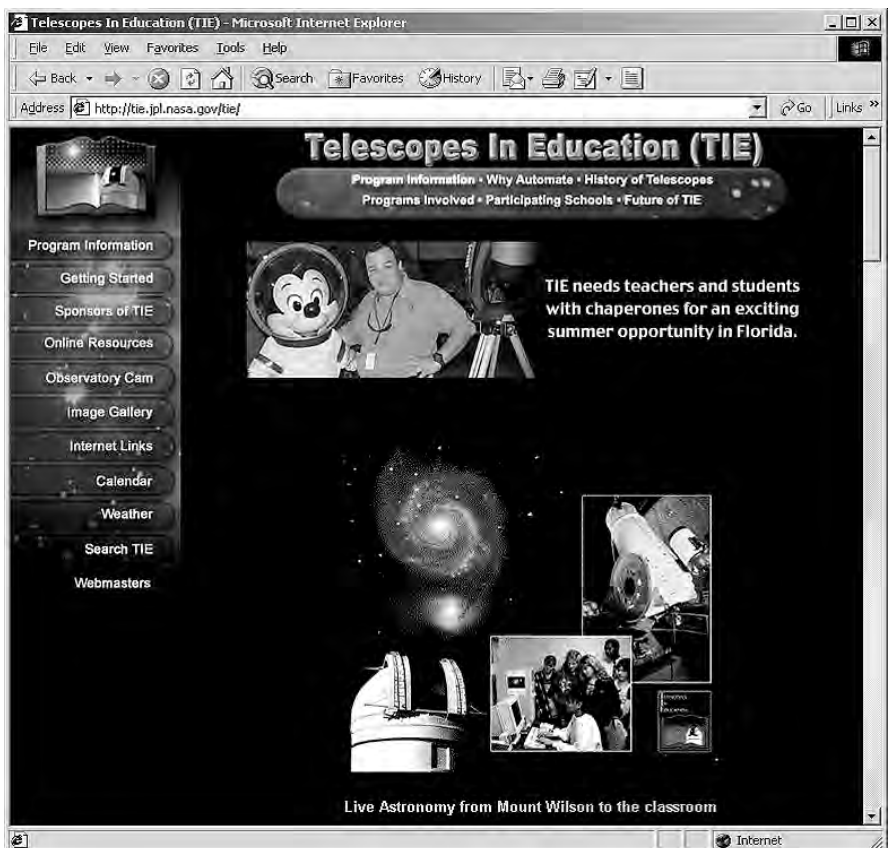 Telescopes In Education (TIE) - Microsoft Internet Explorer
File Edit View Favorites Tools Help
Back Search Favorites History
Address http://tie.jpl.nasa.gov/tie/ Go Links »
Telescopes In Education (TIE)
Program Information • Why Automate • History of Telescopes
Programs Involved • Participating Schools • Future of TIE
Program Information
Getting Started
Sponsors of TIE
Online Resources
Observatory Cam
Image Gallery
Internet Links
Calendar
Weather
Search TIE
Webmasters
TIE needs teachers and students
with chaperones for an exciting
summer opportunity in Florida.
Telescopes
In
Education
Live Astronomy from Mount Wilson to the classroom
Internet